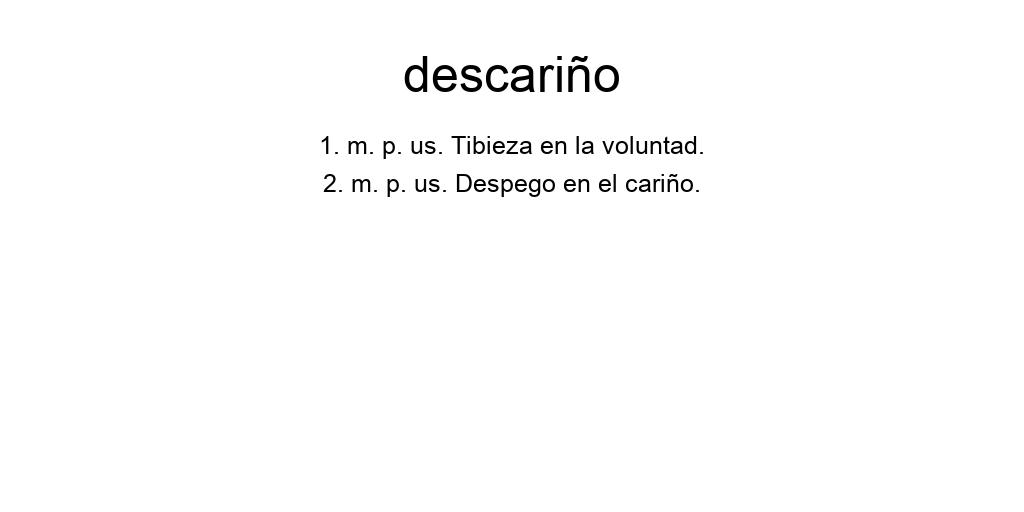 descariño
1. m. p. us. Tibieza en la voluntad.
2. m. p. us. Despego en el cariño.